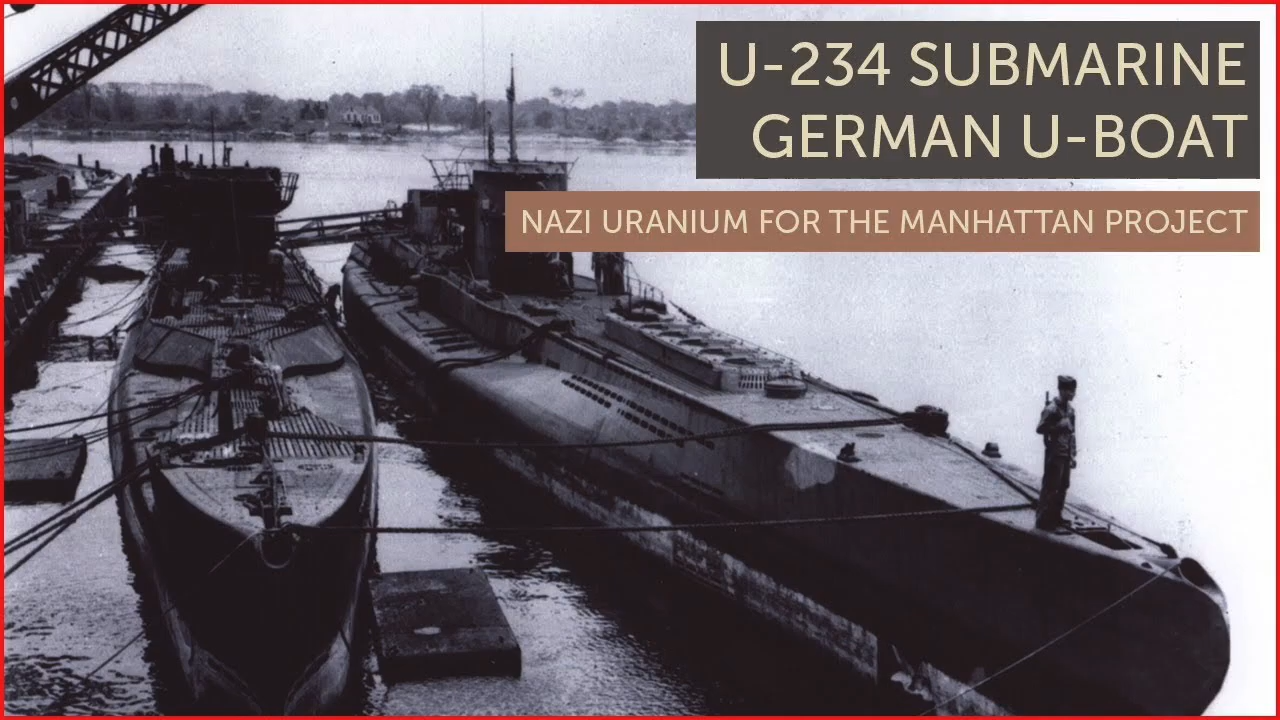 U-234 SUBMARINE
GERMAN U-BOAT
NAZI URANIUM FOR THE MANHATTAN PROJECT